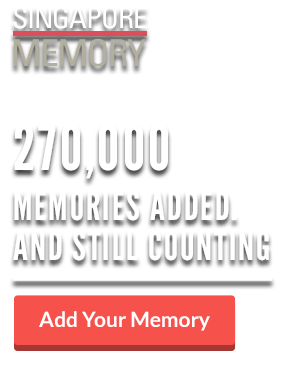 SINGAPORE
MEMORY
270,000
MEMORIES ADDED.
AND STILL COUNTING
Add Your Memory